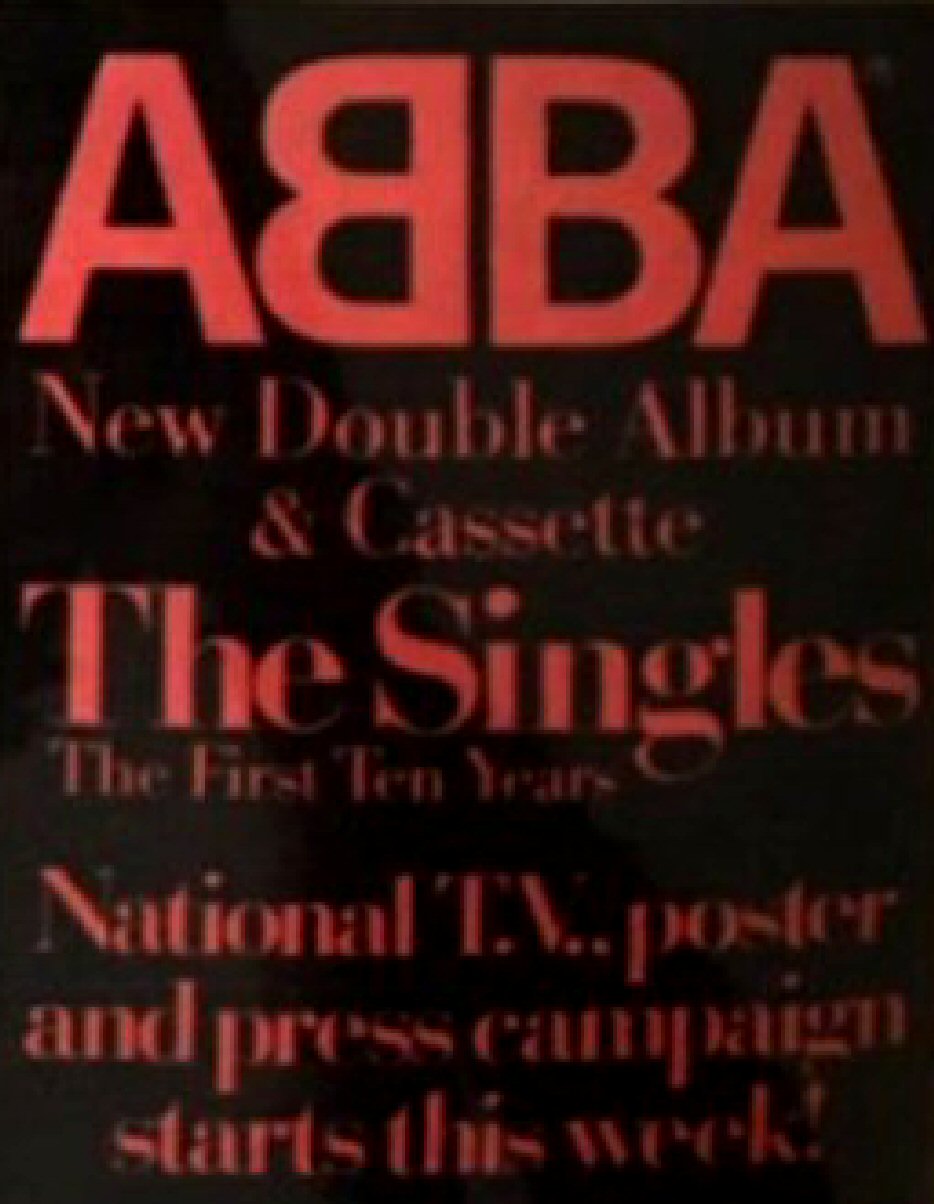 ABBA
New Double Album
& Cassette
The Singles
The First Ten Years
National T.V., poster
and press campaign
starts this week!